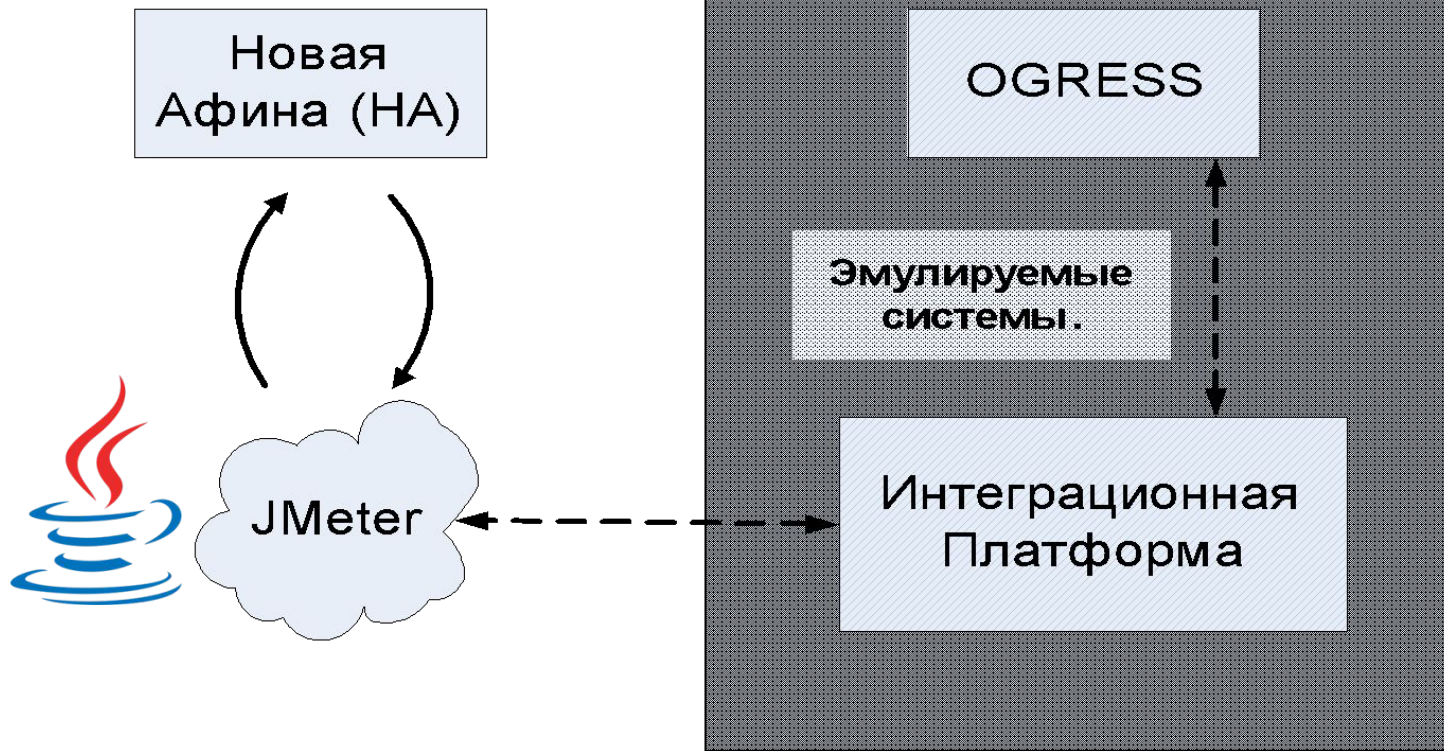 Новая
Афина (НА)
OGRESS
Эмулируемые
системы.
JMeter
Интеграционная
Платформа